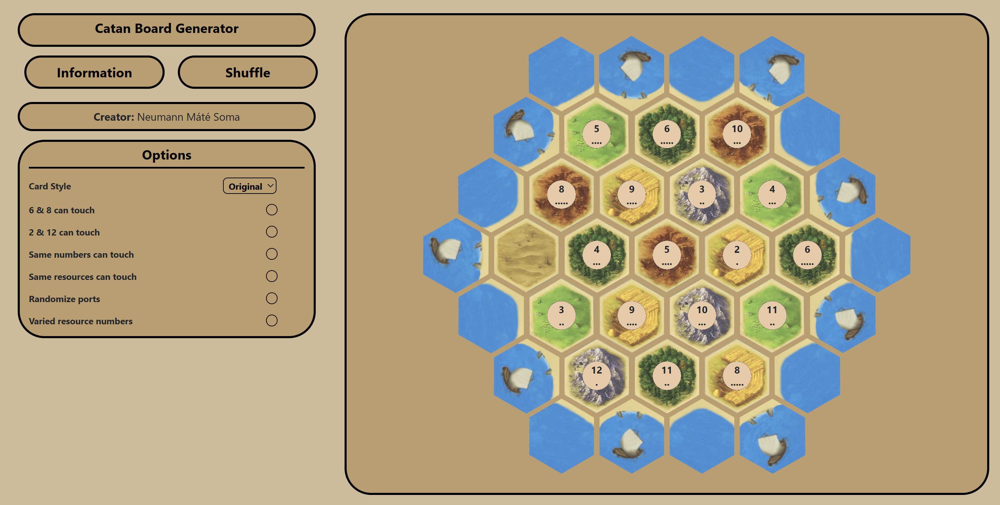 Catan Board Generator
Information
Shuffle
Creator: Neumann Máté Soma
Options
Card Style
Original
6 & 8 can touch
2 & 12 can touch
Same numbers can touch
Same resources can touch
Randomize ports
Varied resource numbers
5
6
10
8
9
3
4
4
5
2
6
3
9
10
11
12
11
8